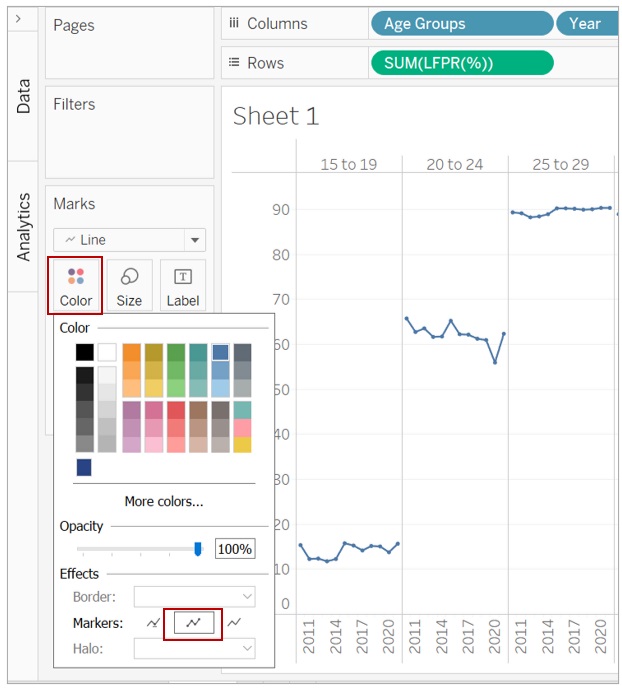 >
Data
Analytics
Pages
Filters
Marks
Line
Color
Size
T
Label
Color
More colors...
Opacity
100%
Effects
Border:
Markers:
Halo:
Columns
Age Groups
Year
Rows
SUM(LFPR(%))
Sheet 1
15 to 19
20 to 24
25 to 29
90
80
70
60
50
40
30
20
10
0
2011
2014
2017
2020
2011
2014
2017
2020
2011
2014
2017
2020